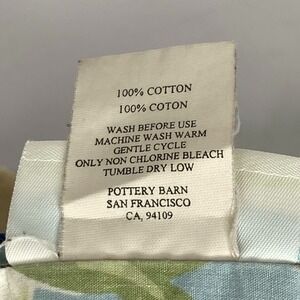 100% COTTON
100% COTON
WASH BEFORE USE
MACHINE WASH WARM
GENTLE CYCLE
ONLY NON CHLORINE BLEACH
TUMBLE DRY LOW
POTTERY BARN
SAN FRANCISCO
CA, 94109